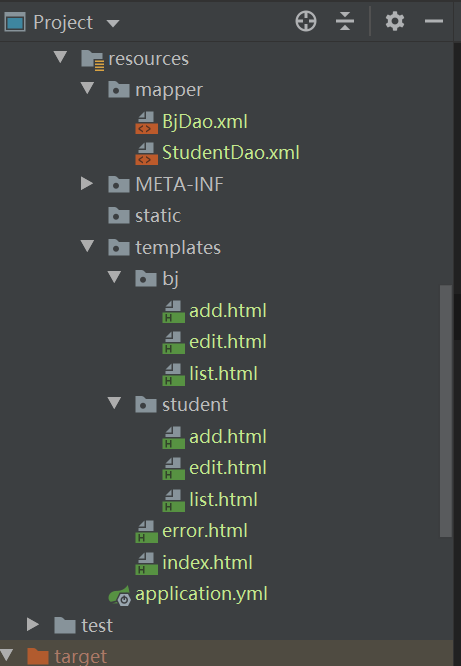 Project
resources
mapper
BjDao.xml
StudentDao.xml
META-INF
static
templates
bj
add.html
edit.html
list.html
student
add.html
edit.html
list.html
error.html
index.html
application.yml
test
target